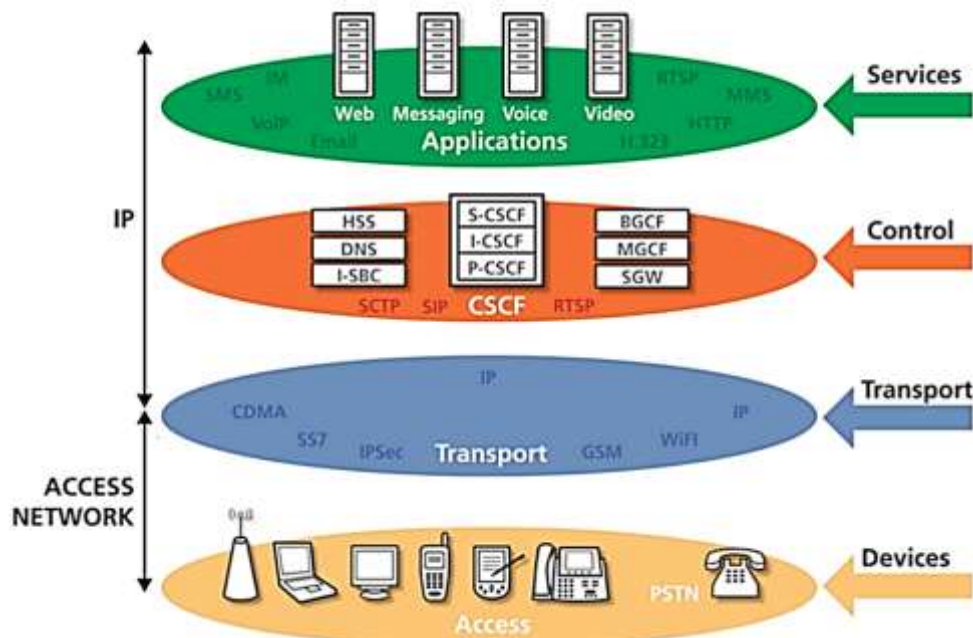 IM
RTSP
SMS
MMS
Web Messaging Voice Video
VoIP
HTTP
Email
Applications
H.323
Services
IP
HSS
DNS
I-SBC
S-CSCF
I-CSCF
P-CSCF
BGCF
MGCF
SGW
SCTP SIP CSCF RTSP
Control
IP
CDMA
IP
SS7
WiFi
IPSec
Transport
GSM
Transport
ACCESS
NETWORK
PSTN
Access
Devices